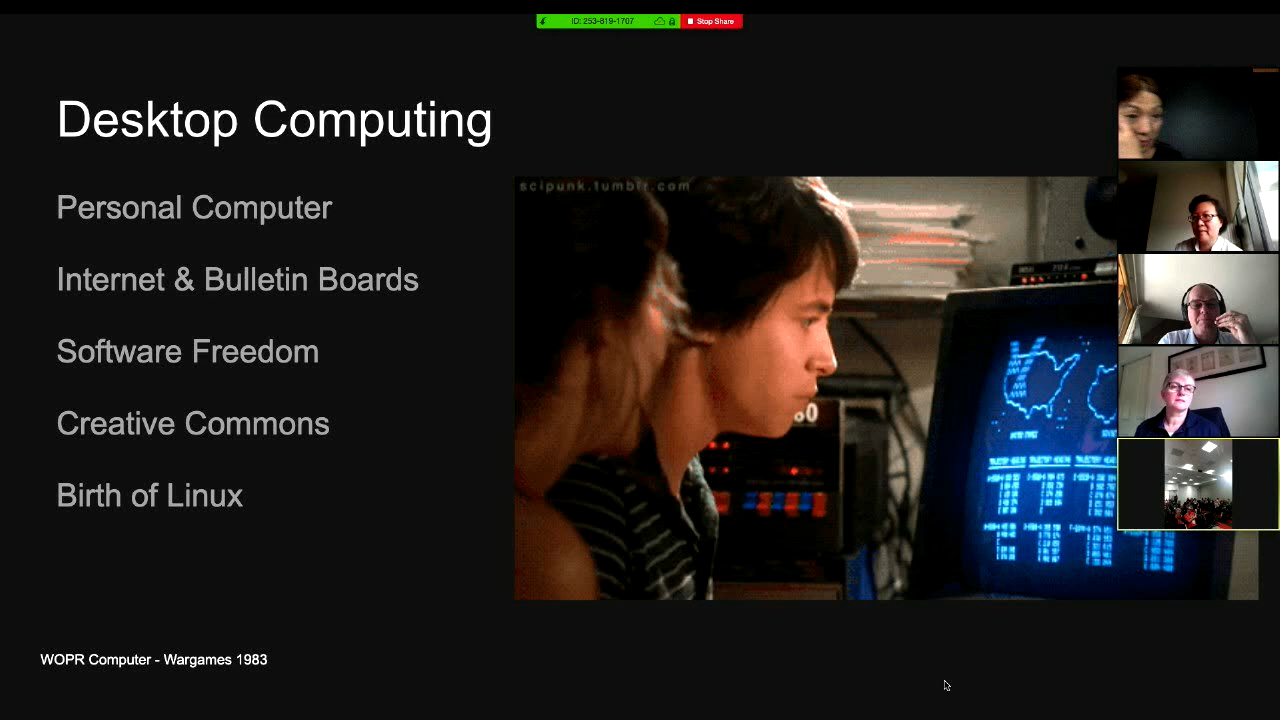 ID: 253-819-1707
Stop Share
Desktop Computing
scipunk.tumblr.com
Personal Computer
Internet & Bulletin Boards
Software Freedom
Creative Commons
Birth of Linux
WOPR Computer - Wargames 1983